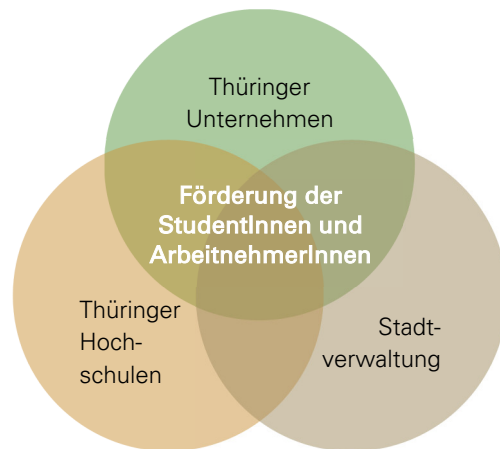 Thüringer
Unternehmen
Förderung der
StudentInnen und
ArbeitnehmerInnen
Thüringer
Hoch-
schulen
Stadt-
verwaltung